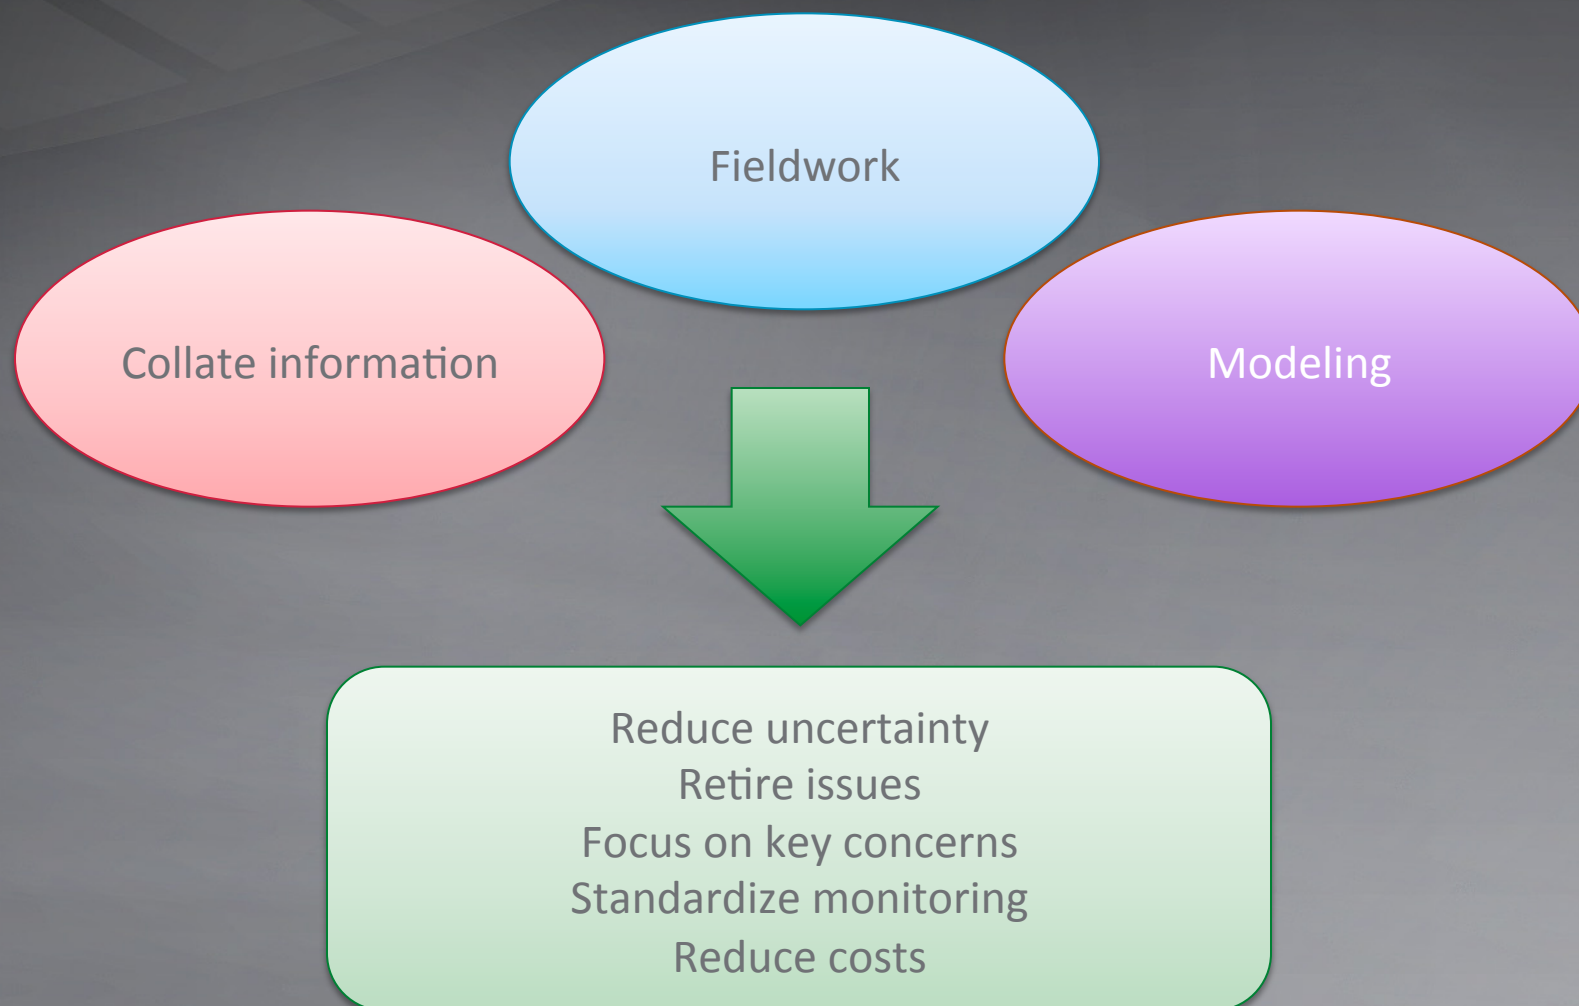 Fieldwork
Collate information
Modeling
Reduce uncertainty
Retire issues
Focus on key concerns
Standardize monitoring
Reduce costs